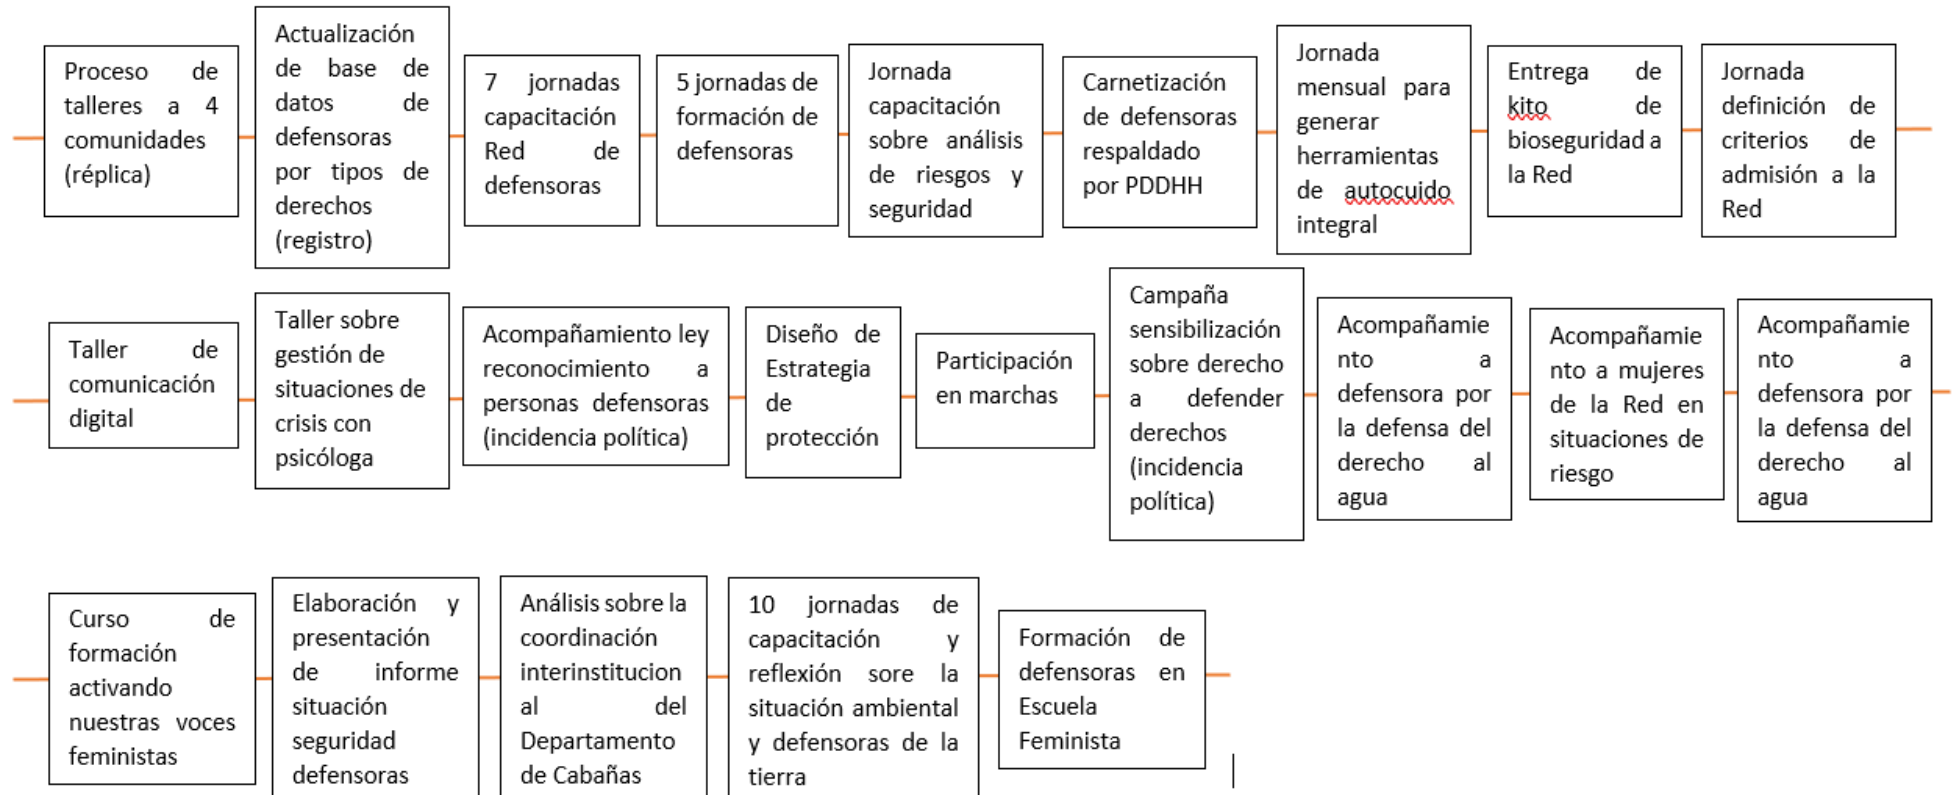 Proceso de
talleres a 4
comunidades
(réplica)
Actualización
de base de
datos de
defensoras
por tipos de
derechos
(registro)
7 jornadas
capacitación
Red de
defensoras
5 jornadas de
formación de
defensoras
Jornada
capacitación
sobre análisis
de riesgos y
seguridad
Carnetización
de defensoras
respaldado
por PDDHH
Jornada
mensual para
generar
herramientas
de autocuido
integral
Entrega de
kito de
bioseguridad a
la Red
Jornada
definición de
criterios de
admisión a la
Red
Taller de
comunicación
digital
Taller sobre
gestión de
situaciones de
crisis con
psicóloga
Acompañamiento ley
reconocimiento a
personas defensoras
(incidencia política)
Diseño de
Estrategia
de
protección
Participación
en marchas
Campaña
sensibilización
sobre derecho
a defender
derechos
(incidencia
política)
Acompañamie
nto a
defensora por
la defensa del
derecho al
agua
Acompañamie
nto a mujeres
de la Red en
situaciones de
riesgo
Acompañamie
nto a
defensora por
la defensa del
derecho al
agua
Curso de
formación
activando
nuestras voces
feministas
Elaboración y
presentación
de informe
situación
seguridad
defensoras
Análisis sobre la
coordinación
interinstitucion
al del
Departamento
de Cabañas
10 jornadas de
capacitación y
reflexión sore la
situación ambiental
y defensoras de la
tierra
Formación de
defensoras en
Escuela
Feminista